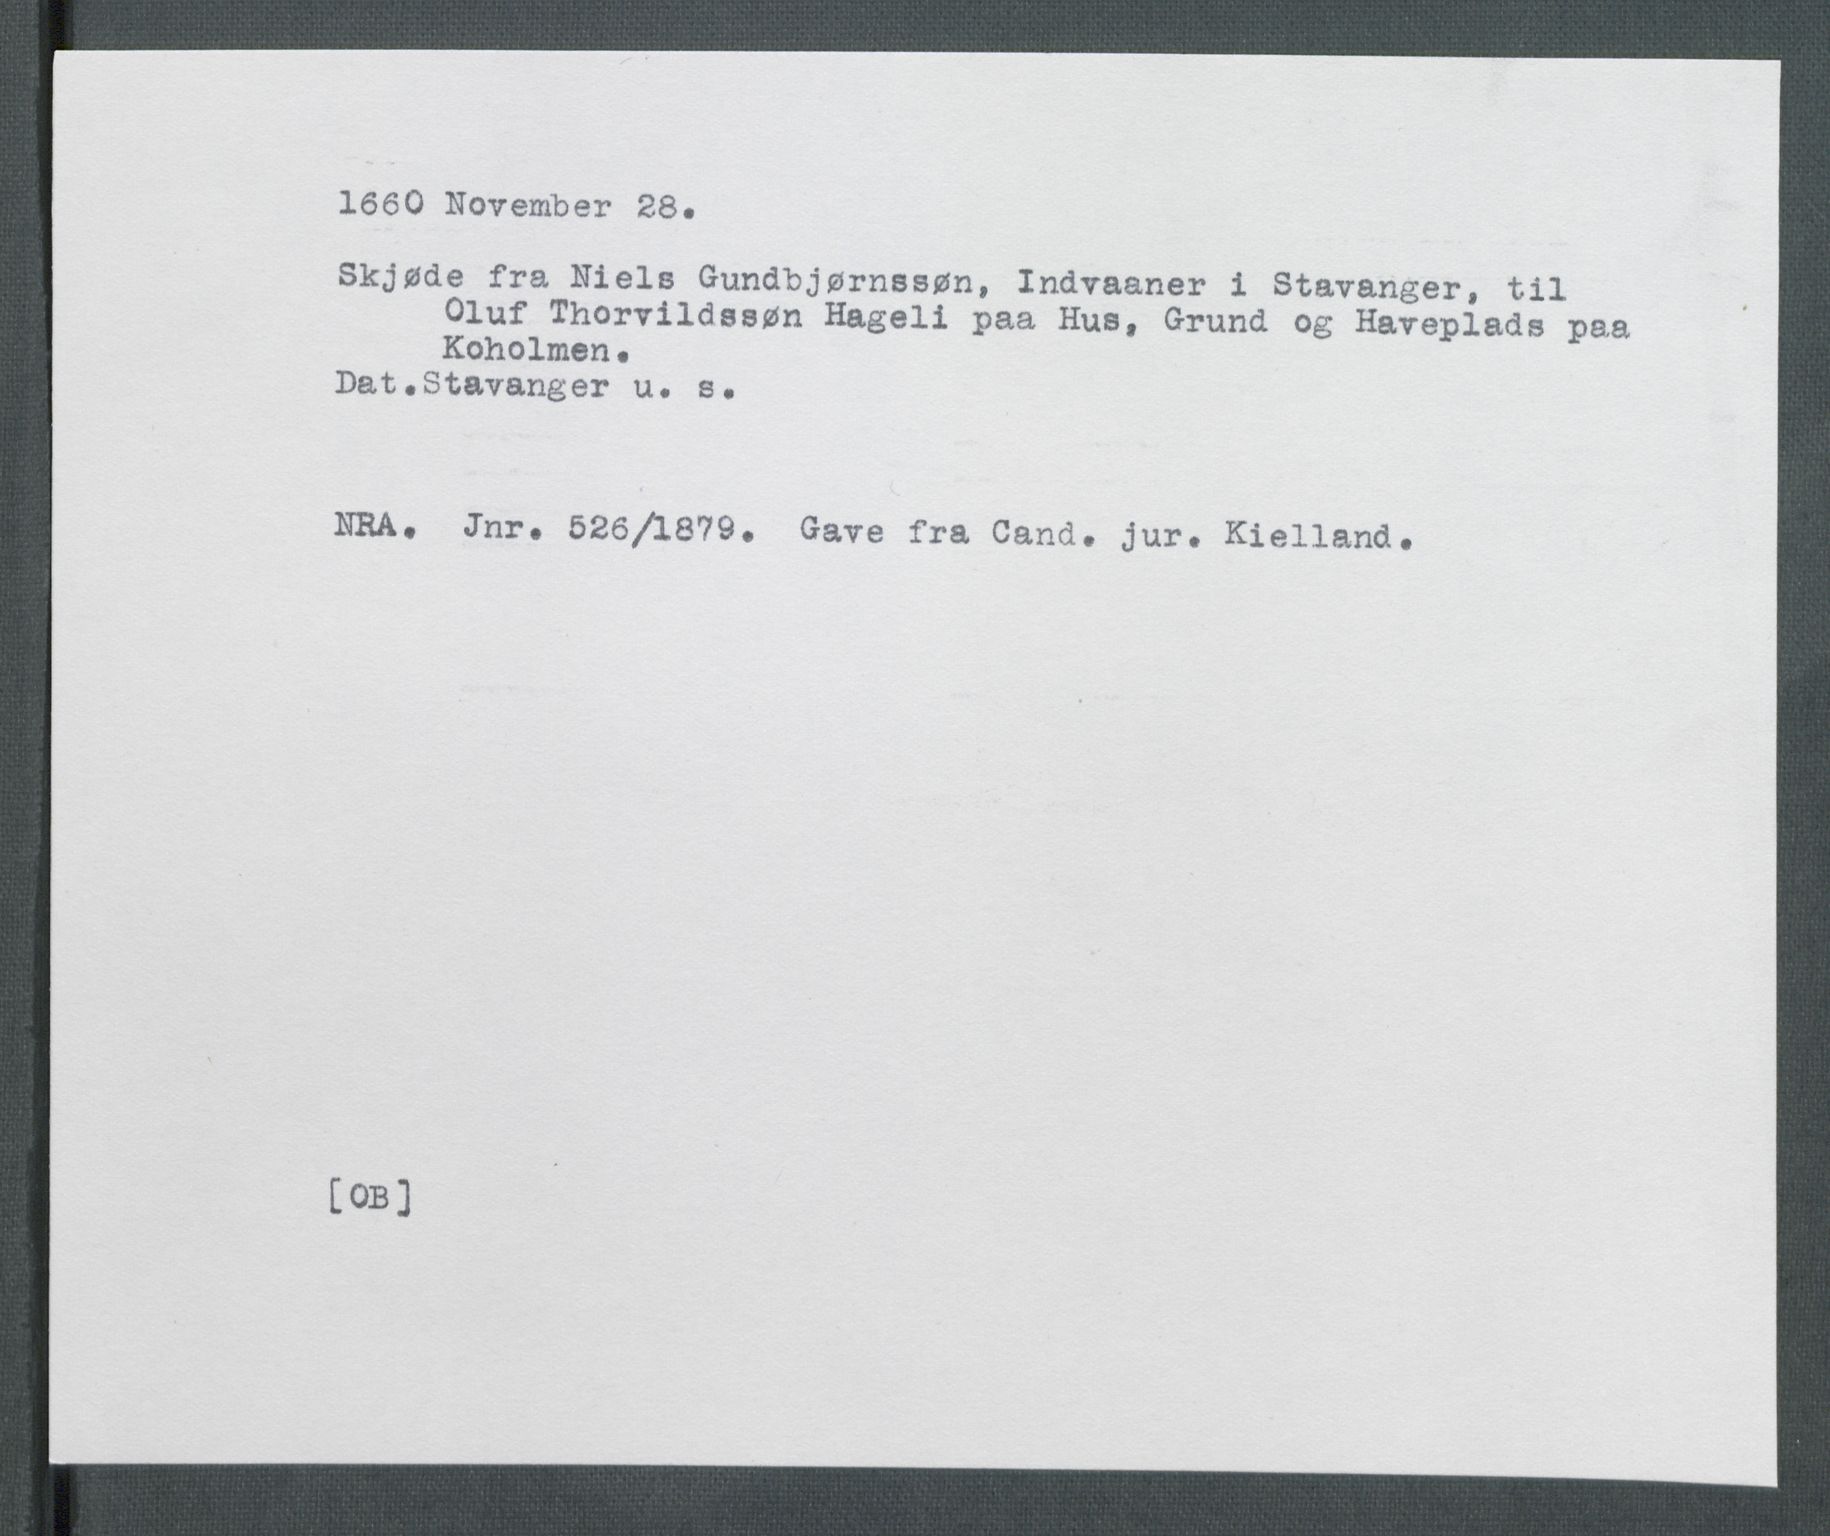 1660 November 28.
Skjøde fra Niels Gundbjørnssøn, Indvaaner i Stavanger, til
Oluf Thorvildssøn Hageli paa Hus, Grund og Haveplads paa
Koholmen.
Dat.Stavanger u. s.
NRA. Jnr. 526/1879. Gave fra Cand. jur. Kielland.
[OB]